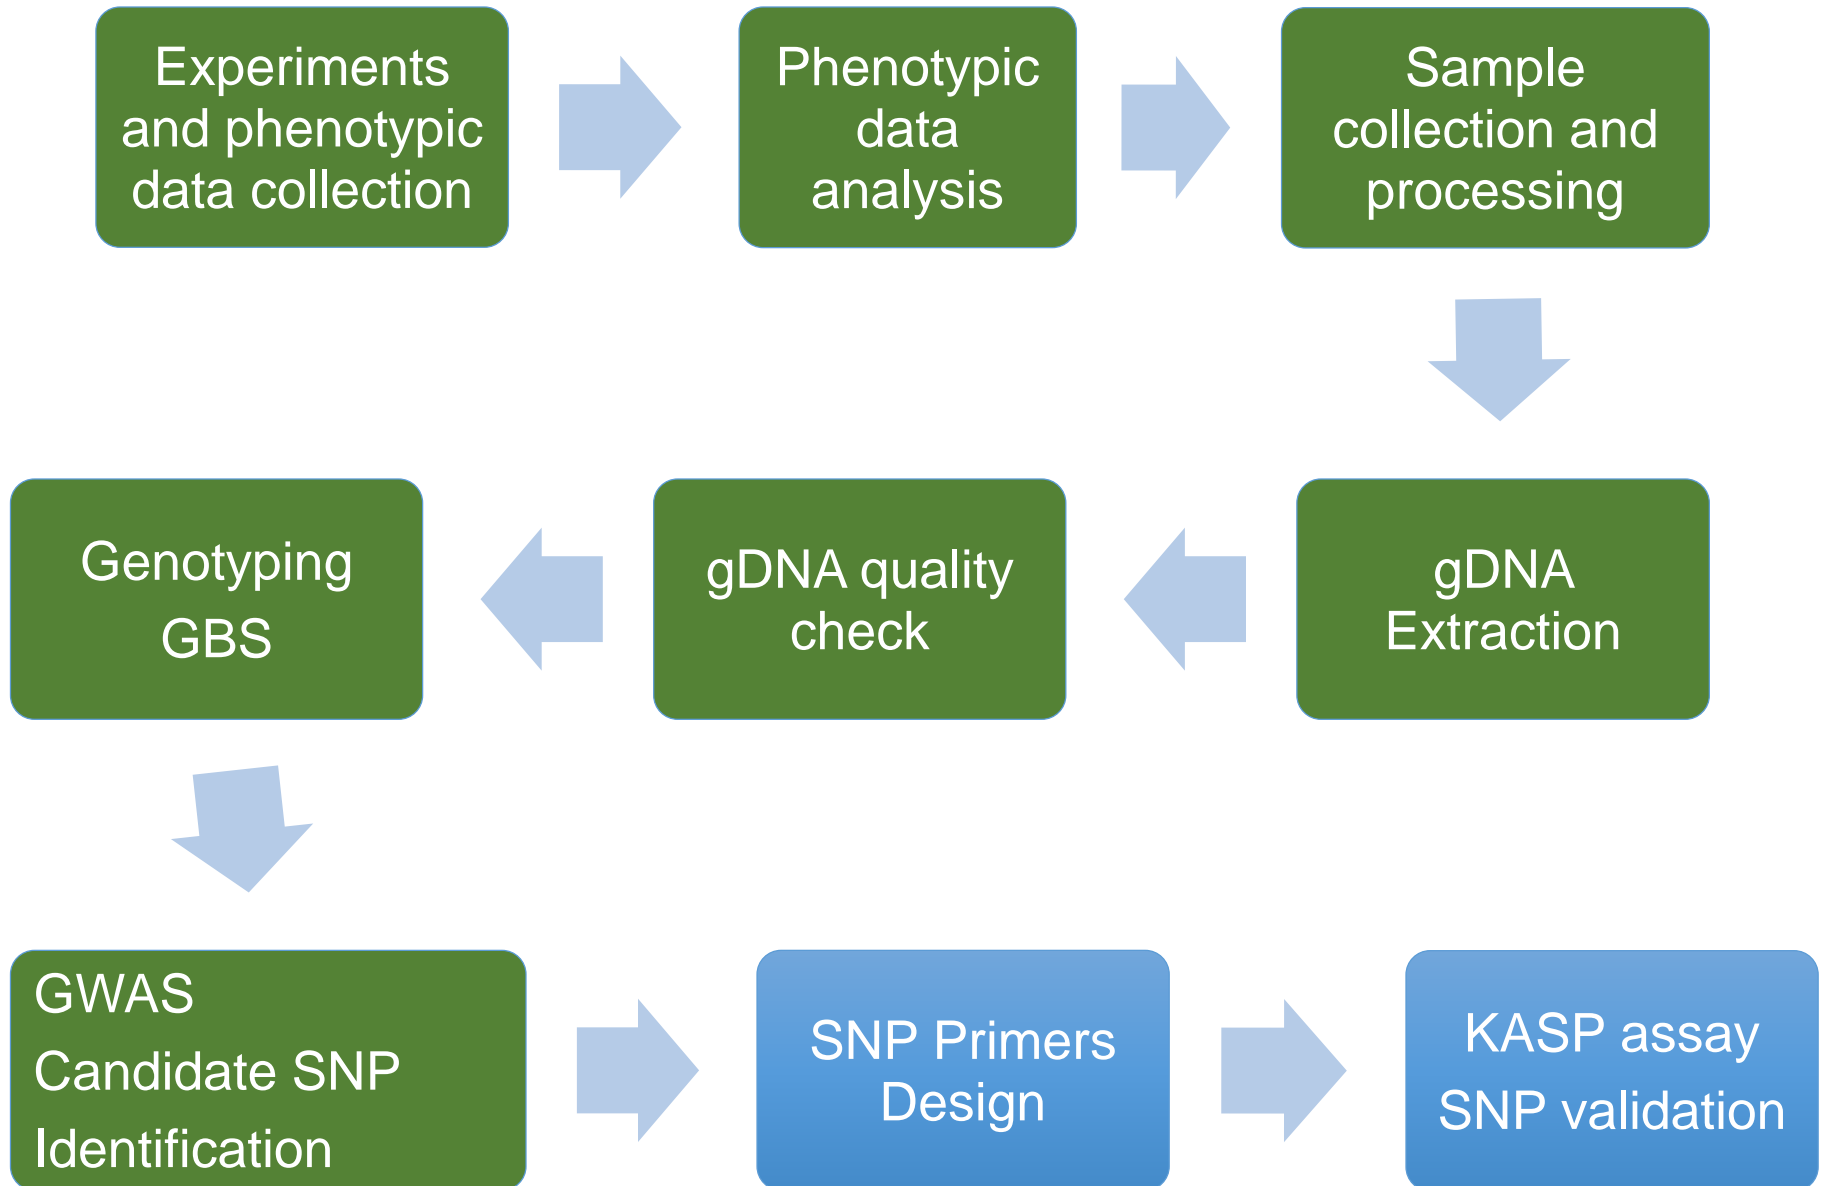 Experiments
and phenotypic
data collection
Phenotypic
data
analysis
Sample
collection and
processing
gDNA
Extraction
gDNA quality
check
Genotyping
GBS
GWAS
Candidate SNP
Identification
SNP Primers
Design
KASP assay
SNP validation